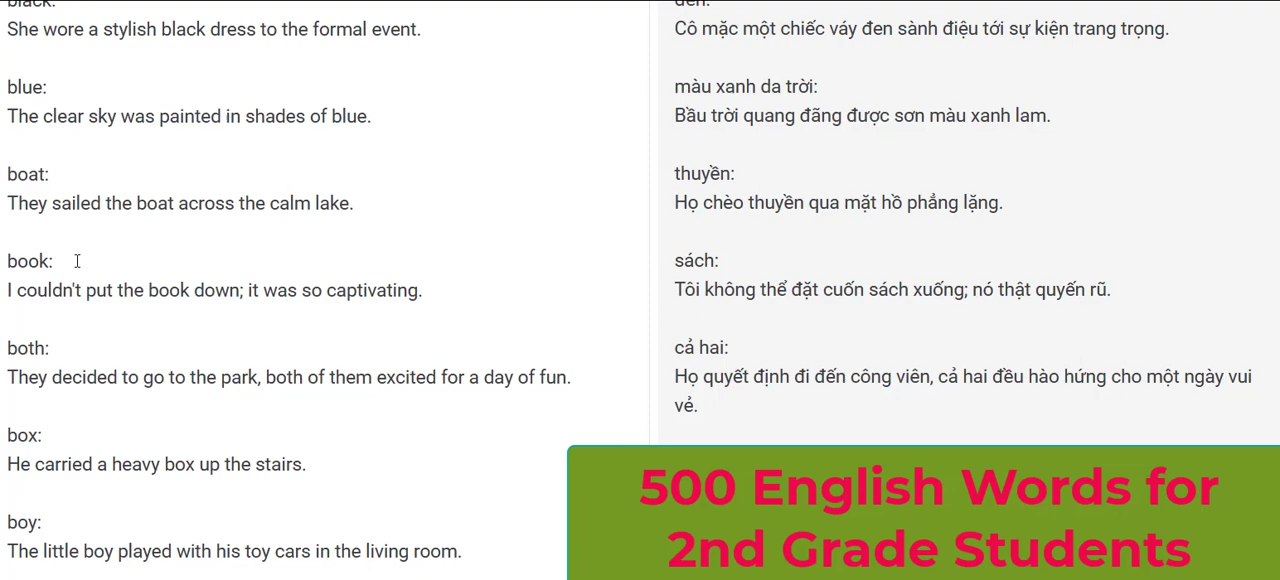 black:
She wore a stylish black dress to the formal event.
blue:
The clear sky was painted in shades of blue.
boat:
They sailed the boat across the calm lake.
book:
I couldn't put the book down; it was so captivating.
both:
They decided to go to the park, both of them excited for a day of fun.
box:
He carried a heavy box up the stairs.
boy:
The little boy played with his toy cars in the living room.
đen:
Cô mặc một chiếc váy đen sành điệu tới sự kiện trang trọng.
màu xanh da trời:
Bầu trời quang đãng được sơn màu xanh lam.
thuyền:
Họ chèo thuyền qua mặt hồ phẳng lặng.
sách:
Tôi không thể đặt cuốn sách xuống; nó thật quyến rũ.
cả hai:
Họ quyết định đi đến công viên, cả hai đều hào hứng cho một ngày vui
vẻ.
500 English Words for
2nd Grade Students